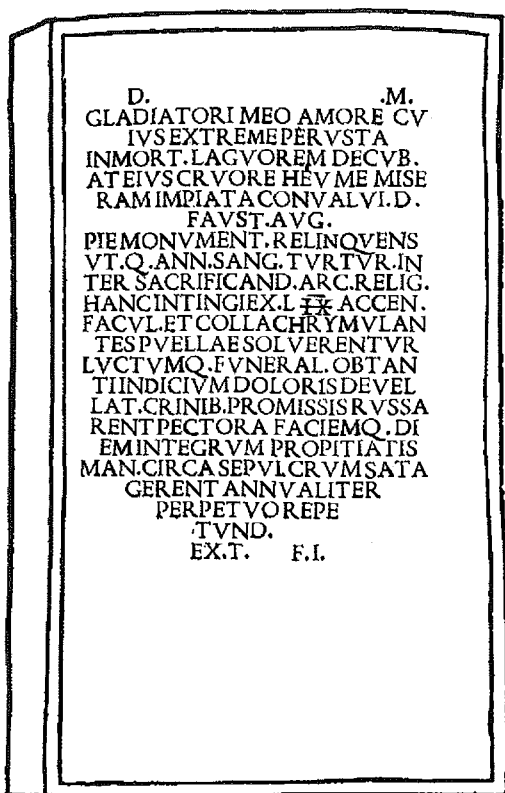 D. .M.
GLADIATORI MEO AMORE CV
IVS EXTREME PERVSTA
INMORT. LAGVOREM DECVB.
AT EIVS CRVORE HEV ME MISE
RAM IMPIATA CONVALVI. D.
FAVST. AVG.
PIE MONVMENT. RELINQVENS
VT. Q. ANN. SANG. TVRTVR. IN
TER SACRIFICAND. ARC. RELIG.
HANC INTINGI EX. L IX ACCEN.
FACVL. ET COLLACHRYMVLAN
TES PVELLAE SOLVERENTVR
LVCTVMQ. FVNERAL. OBTAN
TI INDICIVM DOLORIS DEVEL
LAT. CRINIB. PROMISSIS RVSSA
RENT PECTORA FACIEMQ. DI
EM INTEGRVM PROPITIATIS
MAN. CIRCA SEPVLCRVM SATA
GERENT ANNVALITER
PERPETVO REPE
TVND.
EX. T. F. I.